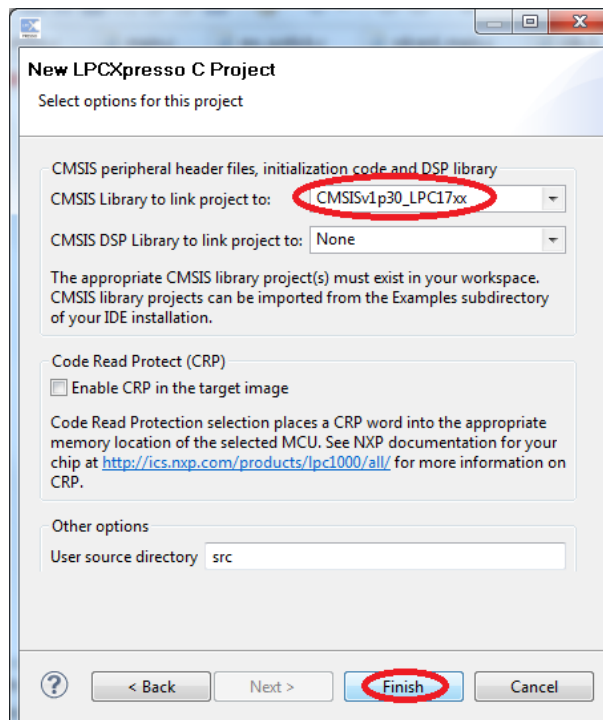 New LPCXpresso C Project
Select options for this project
CMSIS peripheral header files, initialization code and DSP library
CMSIS Library to link project to: CMSISv1p30_LPC17xx
CMSIS DSP Library to link project to: None
The appropriate CMSIS library project(s) must exist in your workspace.
CMSIS library projects can be imported from the Examples subdirectory
of your IDE installation.
Code Read Protect (CRP)
Enable CRP in the target image
Code Read Protection selection places a CRP word into the appropriate
memory location of the selected MCU. See NXP documentation for your
chip at http://ics.nxp.com/products/lpc1000/all/ for more information on
CRP.
Other options
User source directory src
? < Back Next > Finish Cancel